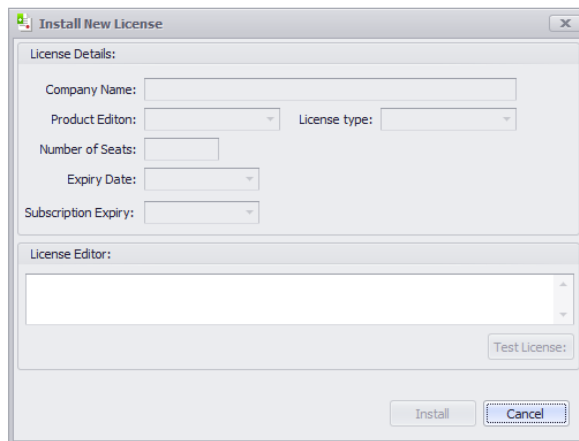 Install New License
License Details:
Company Name:
Product Editon:
License type:
Number of Seats:
Expiry Date:
Subscription Expiry:
License Editor:
Test License:
Install
Cancel